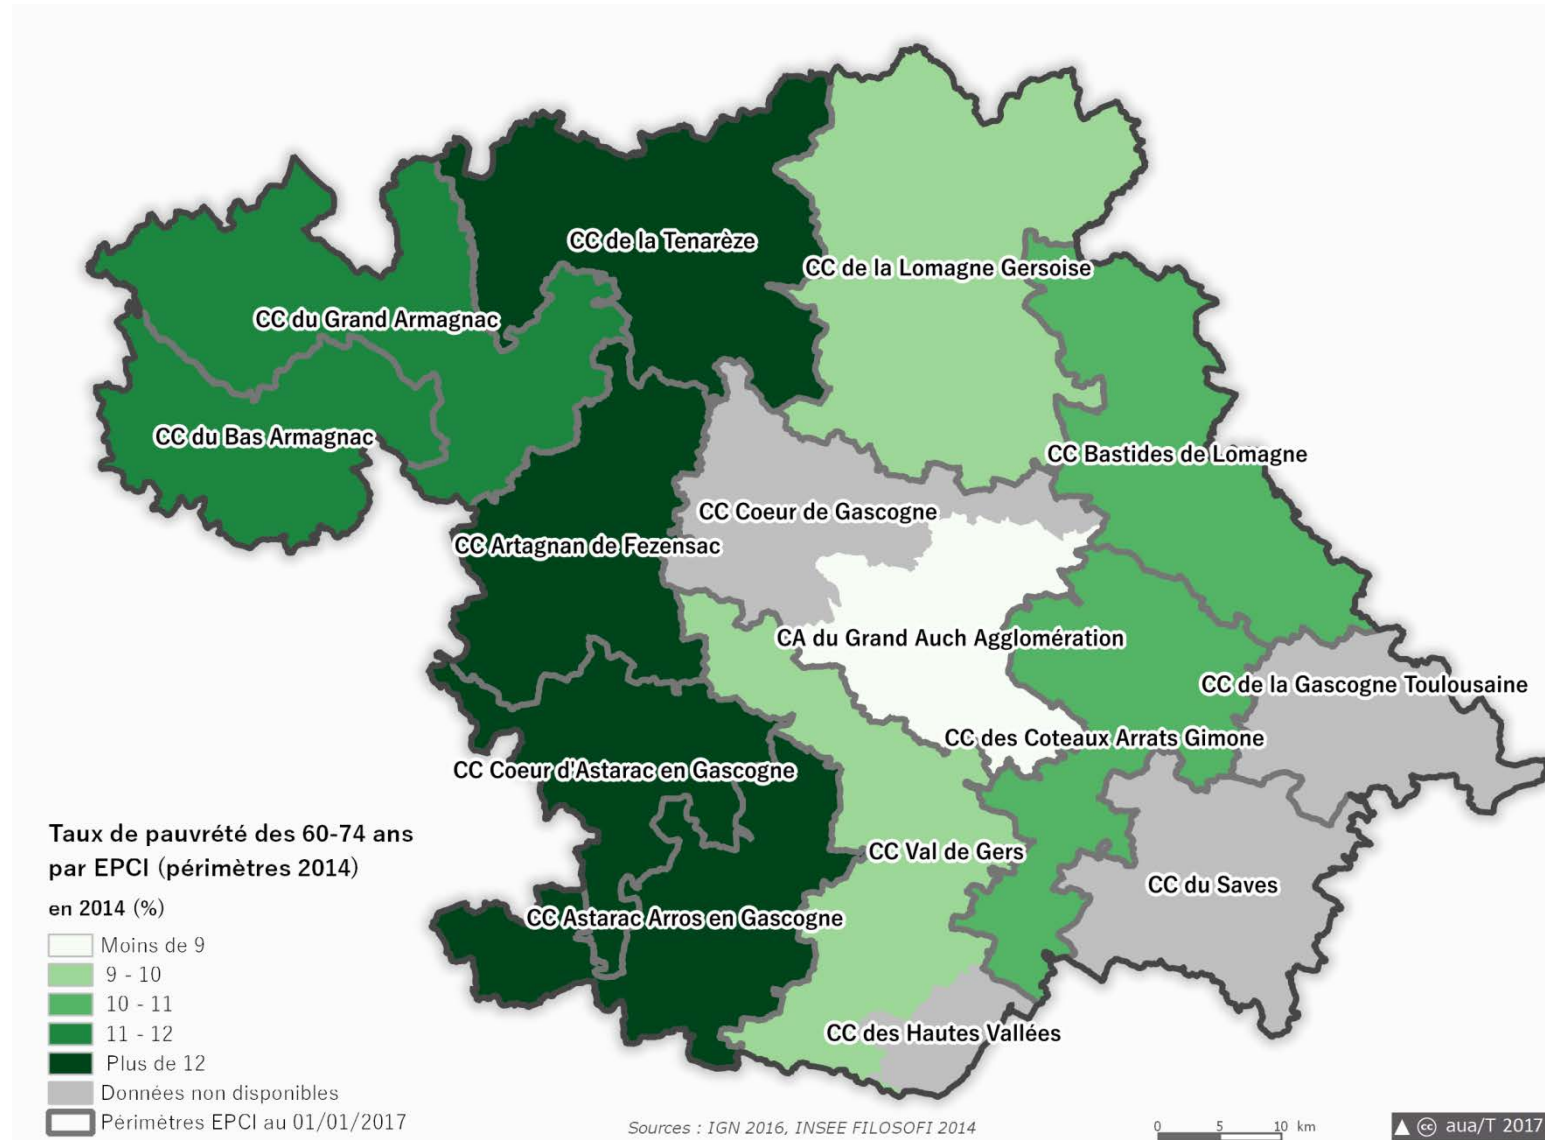 CC de la Tenarèze
CC de la Lomagne Gersoise
CC du Grand Armagnac
CC du Bas Armagnac
CC Bastides de Lomagne
CC Coeur de Gascogne
CC Artagnan de Fezensac
CA du Grand Auch Agglomération
CC de la Gascogne Toulousaine
CC des Coteaux Arrats Gimone
CC Coeur d'Astarac en Gascogne
CC Val de Gers
CC du Saves
CC Astarac Arros en Gascogne
CC des Hautes Vallées
Taux de pauvrété des 60-74 ans
par EPCI (périmètres 2014)
en 2014 (%)
Moins de 9
9 - 10
10 - 11
11 - 12
Plus de 12
Données non disponibles
Périmètres EPCI au 01/01/2017
Sources : IGN 2016, INSEE FILOSOFI 2014
0 5 10 km
cc aua/T 2017